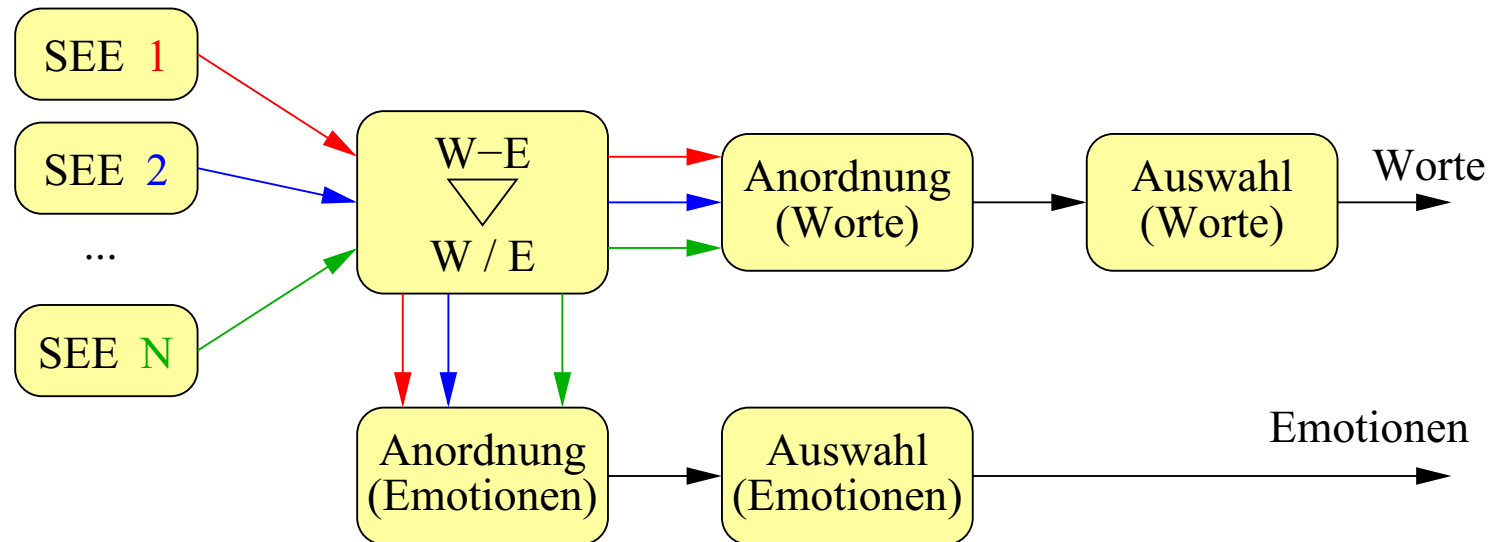 SEE 1
SEE 2
...
SEE N
W−E
W / E
Anordnung
(Worte)
Auswahl
(Worte)
Worte
Anordnung
(Emotionen)
Auswahl
(Emotionen)
Emotionen